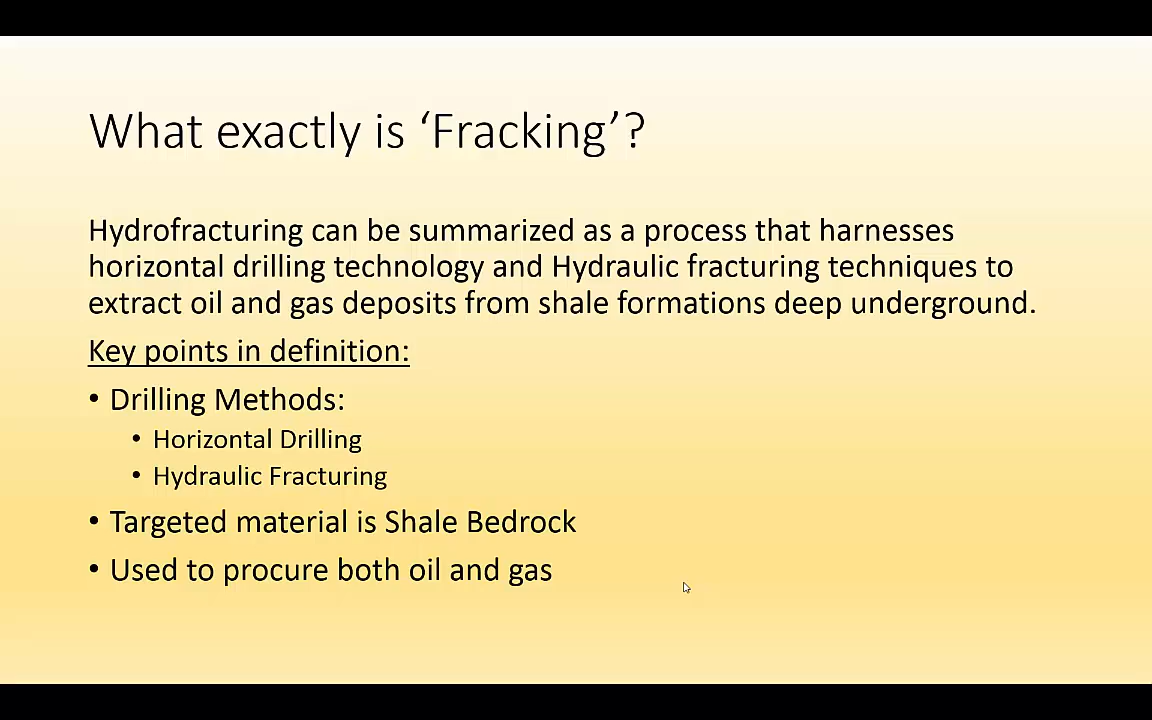 What exactly is ‘Fracking’?
Hydrofracturing can be summarized as a process that harnesses
horizontal drilling technology and Hydraulic fracturing techniques to
extract oil and gas deposits from shale formations deep underground.
Key points in definition:
• Drilling Methods:
• Horizontal Drilling
• Hydraulic Fracturing
• Targeted material is Shale Bedrock
• Used to procure both oil and gas